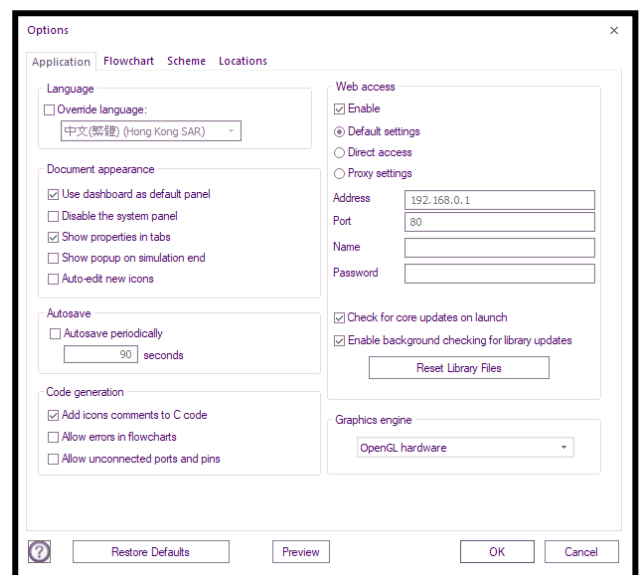 Options
Application Flowchart Scheme Locations
Language
Override language:
中文(繁體) (Hong Kong SAR)
Document appearance
Use dashboard as default panel
Disable the system panel
Show properties in tabs
Show popup on simulation end
Auto-edit new icons
Autosave
Autosave periodically
90 seconds
Code generation
Add icons comments to C code
Allow errors in flowcharts
Allow unconnected ports and pins
Web access
Enable
Default settings
Direct access
Proxy settings
Address 192.168.0.1
Port 80
Name
Password
Check for core updates on launch
Enable background checking for library updates
Reset Library Files
Graphics engine
OpenGL hardware
? Restore Defaults Preview OK Cancel